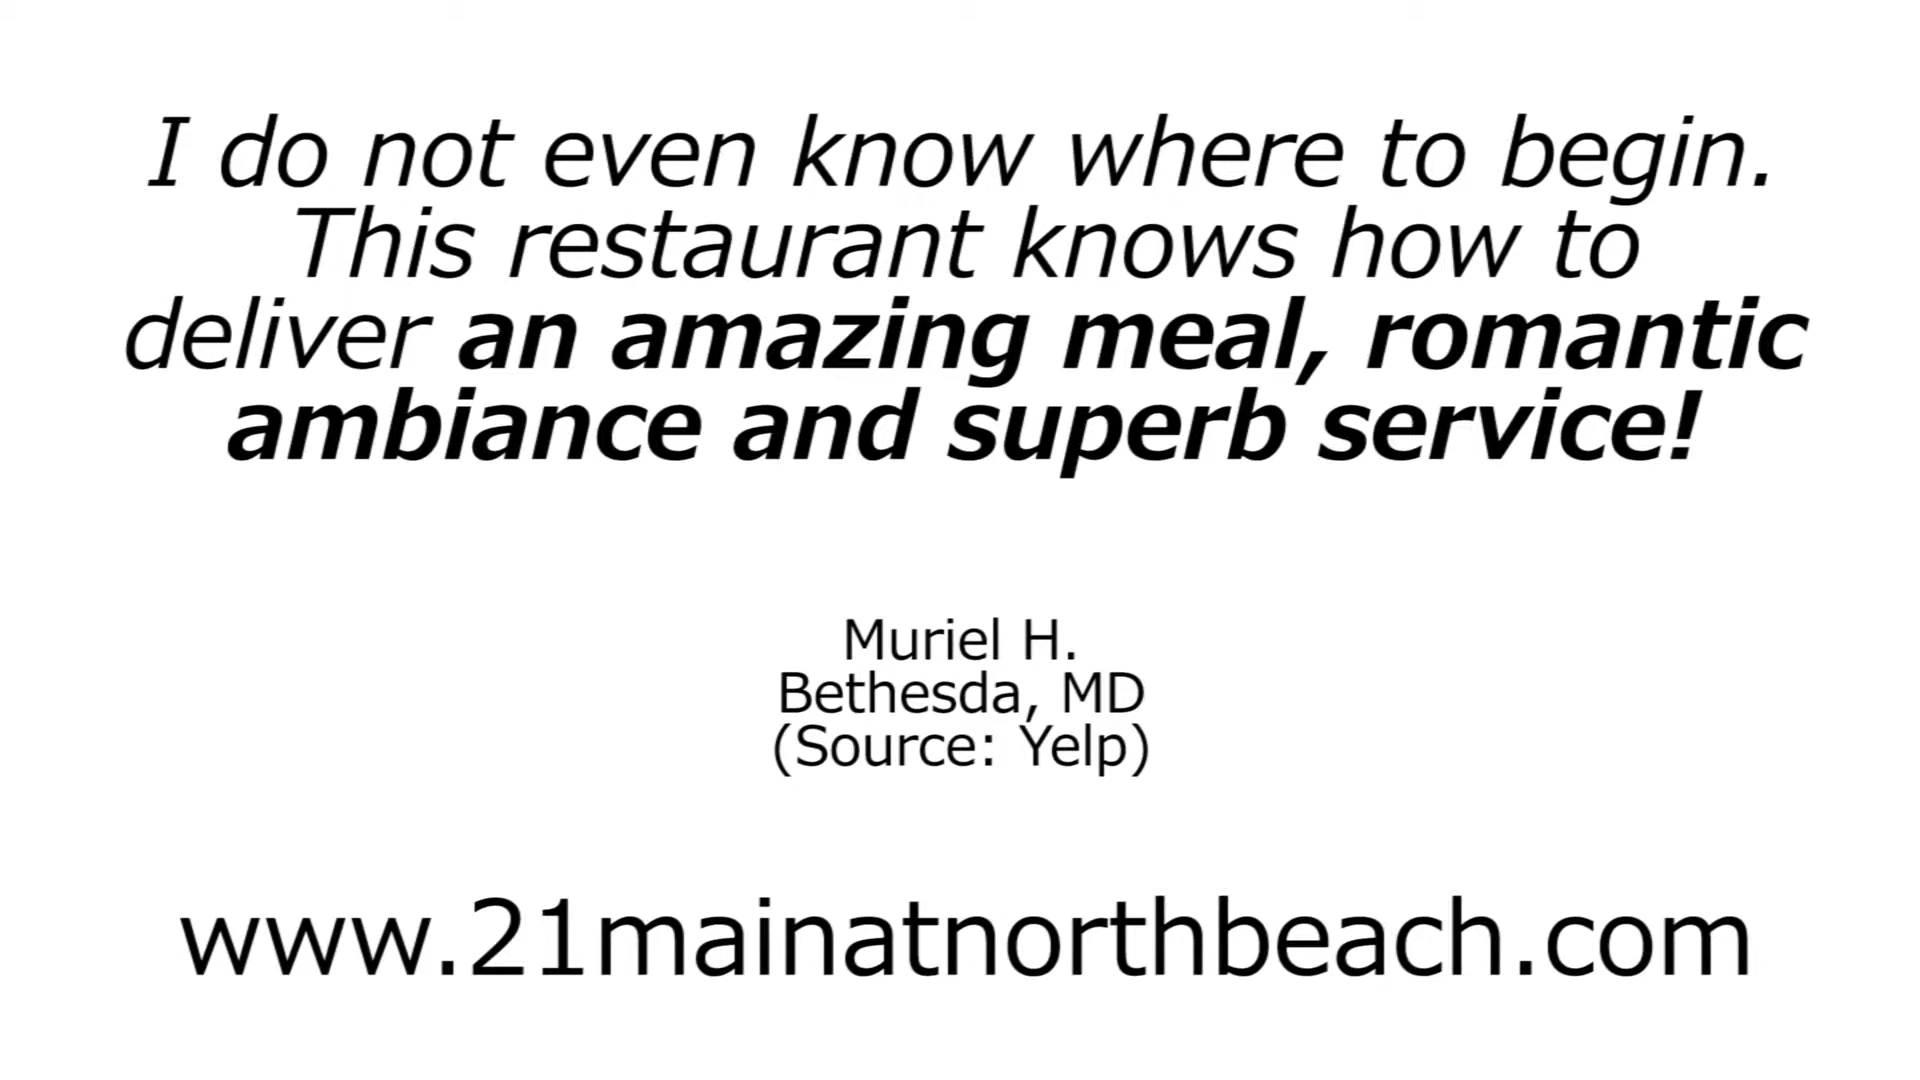 I do not even know where to begin.
This restaurant knows how to
deliver an amazing meal, romantic
ambiance and superb service!
Muriel H.
Bethesda, MD
(Source: Yelp)
www.21mainatnorthbeach.com